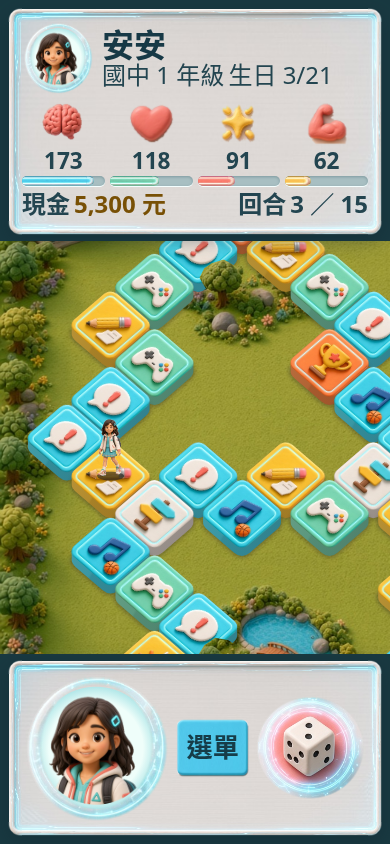 安安
國中 1 年級 生日 3/21
173 118 91 62
現金 5,300 元 回合 3 ／ 15
選單